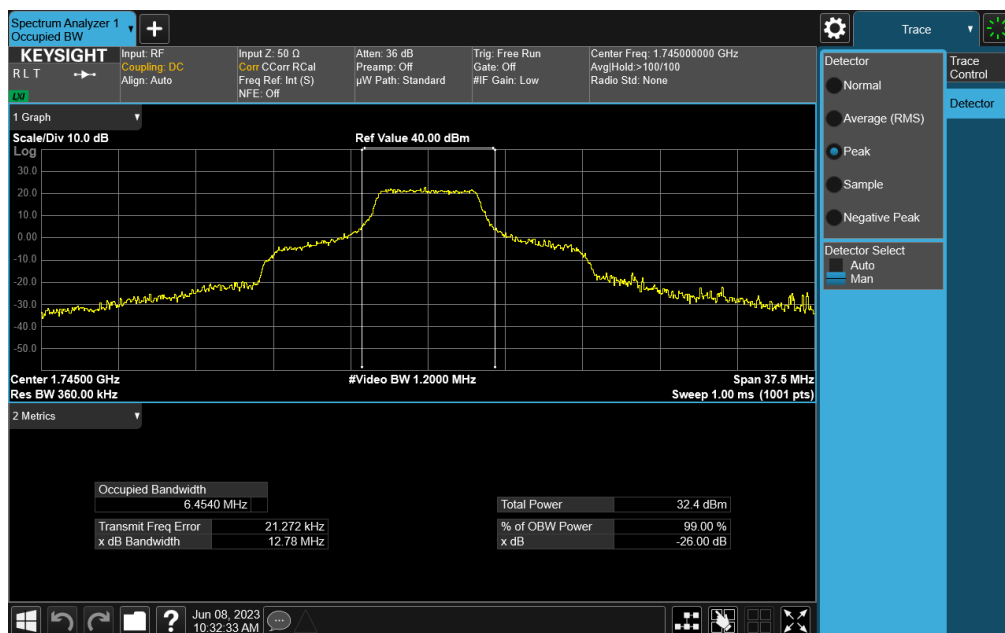 Spectrum Analyzer 1
Occupied BW
Trace
KEYSIGHT
R L T
LXI
Input: RF
Coupling: DC
Align: Auto
Input Z: 50 Ω
Corr CCorr RCal
Freq Ref: Int (S)
NFE: Off
Atten: 36 dB
Preamp: Off
µW Path: Standard
Trig: Free Run
Gate: Off
#IF Gain: Low
Center Freq: 1.745000000 GHz
Avg|Hold:>100/100
Radio Std: None
Detector
Normal
Average (RMS)
Peak
Sample
Negative Peak
Detector Select
Auto
Man
Trace
Control
Detector
1 Graph
Scale/Div 10.0 dB
Ref Value 40.00 dBm
Log
30.0
20.0
10.0
0.00
-10.0
-20.0
-30.0
-40.0
-50.0
Center 1.74500 GHz
#Video BW 1.2000 MHz
Span 37.5 MHz
Res BW 360.00 kHz
Sweep 1.00 ms (1001 pts)
2 Metrics
Occupied Bandwidth
6.4540 MHz
Total Power 32.4 dBm
Transmit Freq Error 21.272 kHz
% of OBW Power 99.00 %
x dB Bandwidth 12.78 MHz
x dB -26.00 dB
?
Jun 08, 2023
10:32:33 AM